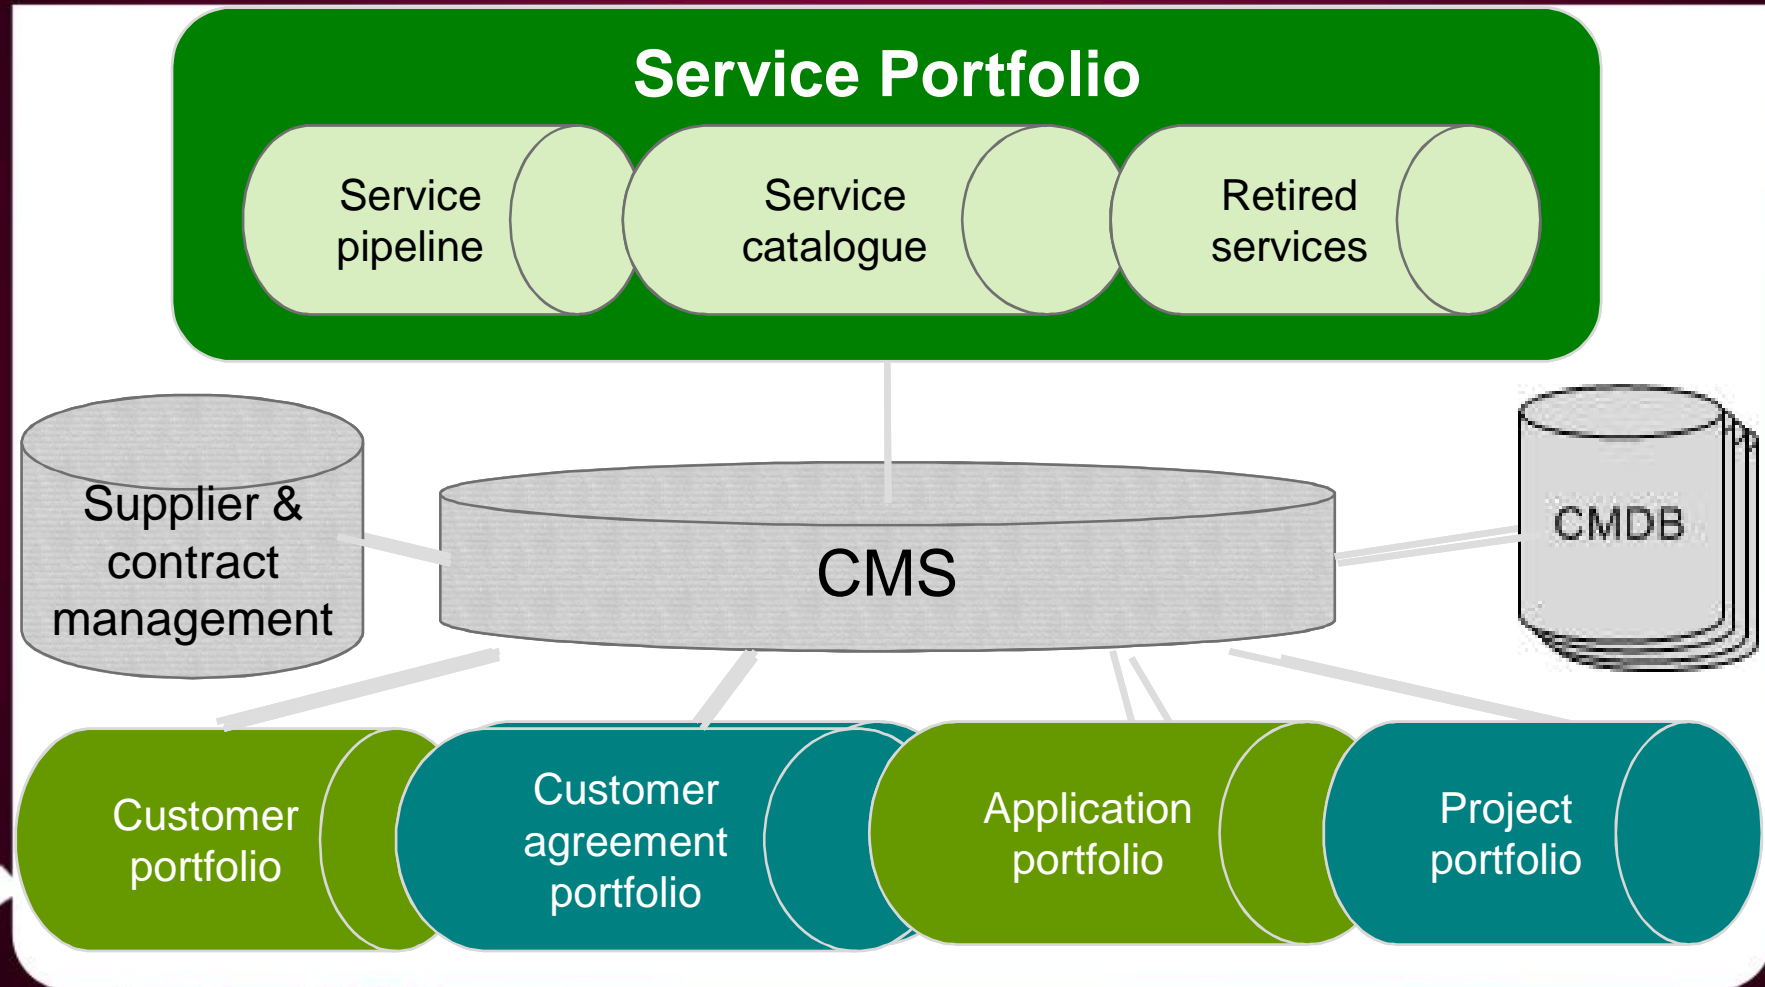 Service Portfolio
Service
pipeline
Service
catalogue
Retired
services
Supplier &
contract
management
CMS
CMDB
Customer
portfolio
Customer
agreement
portfolio
Application
portfolio
Project
portfolio